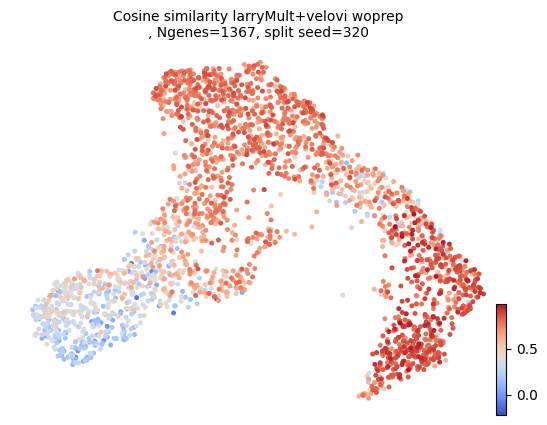 Cosine similarity larryMult+velovi woprep
, Ngenes=1367, split seed=320
0.5
0.0